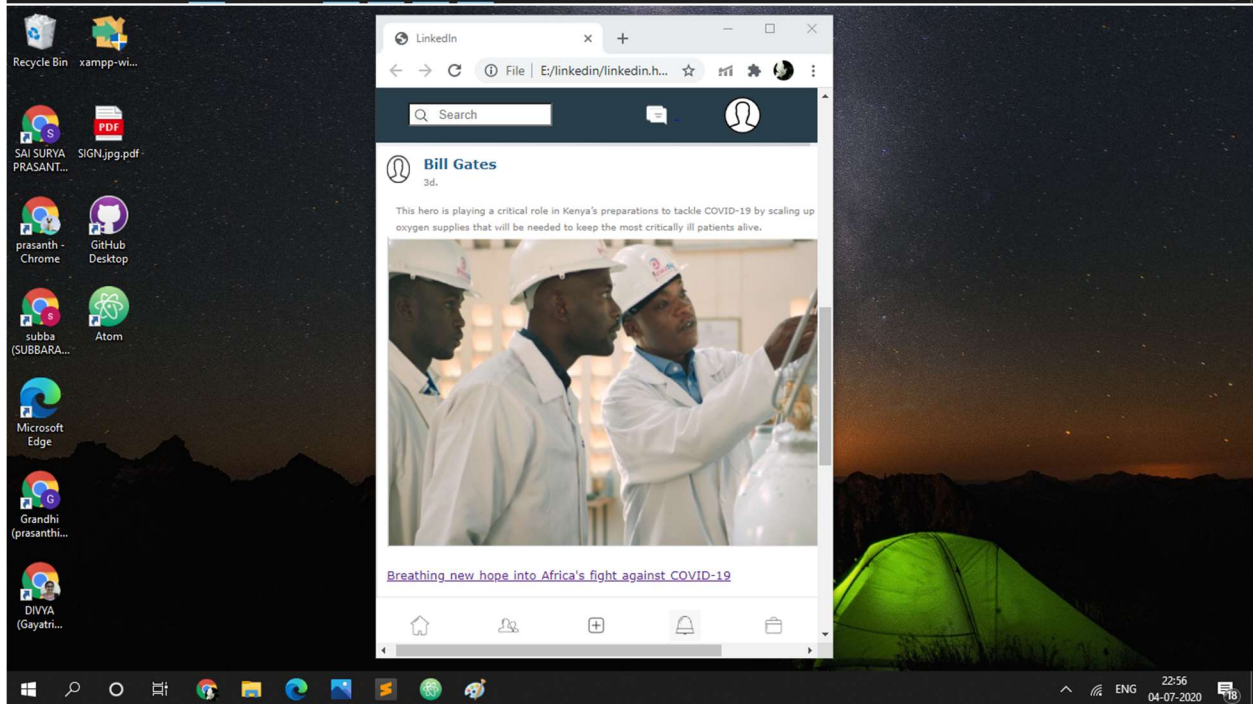 Recycle Bin
xampp-wi...
SAI SURYA
PRASANT...
S
PDF
SIGN.jpg.pdf
prasanth -
Chrome
GitHub
Desktop
s
subba
(SUBBARA...
Atom
Microsoft
Edge
G
Grandhi
(prasanthi...
DIVYA
(Gayatri...
LinkedIn
File
E:/linkedin/linkedin.h...
Search
Bill Gates
3d.
This hero is playing a critical role in Kenya's preparations to tackle COVID-19 by scaling up
oxygen supplies that will be needed to keep the most critically ill patients alive.
Breathing new hope into Africa's fight against COVID-19
ENG
22:56
04-07-2020
18